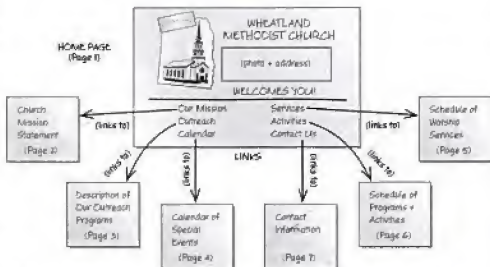 WHEATLAND
METHODIST CHURCH
HOME PAGE
(Page 1)
(photo + address)
WELCOMES YOU!
Our Mission
Outreach
Calendar
Services
Activities
Contact Us
LINKS
Church
Mission
Statement
(Page 2)
(links to)
(links to)
Schedule of
Worship
Services
(Page 5)
(links to)
(links to)
(links to)
(links to)
Description of
Our Outreach
Programs
(Page 3)
Calendar of
Special
Events
(Page 4)
Contact
Information
(Page 7)
Schedule of
Programs +
Activities
(Page 6)